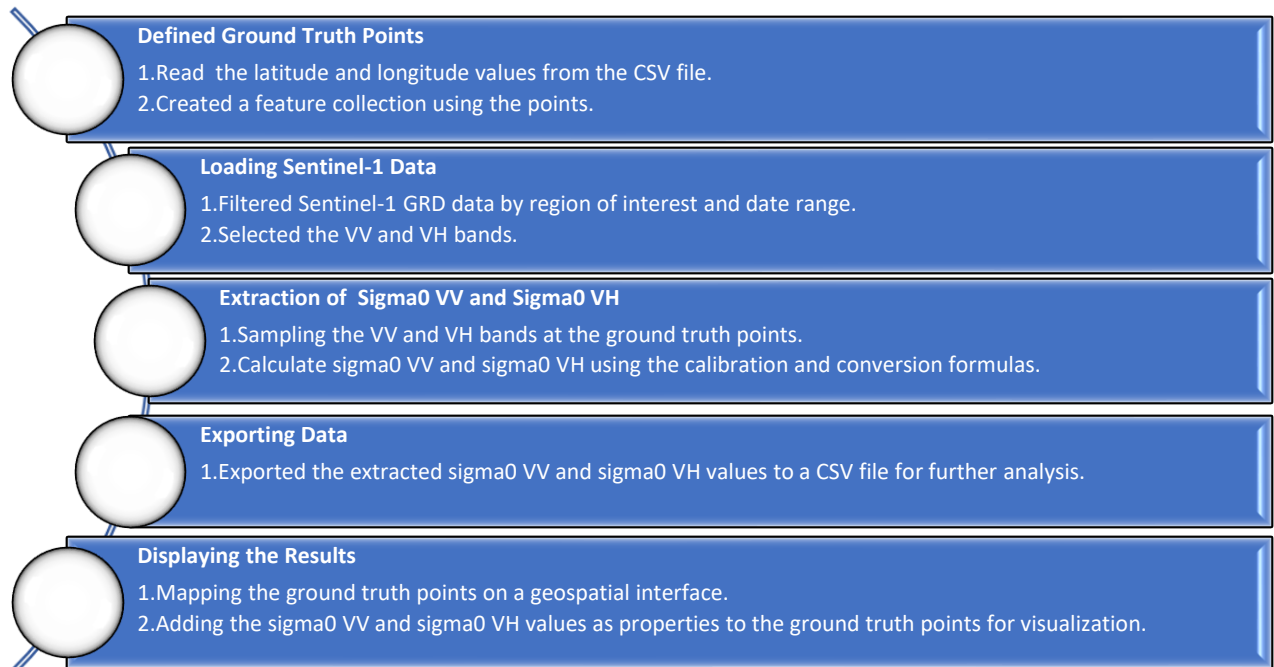 Defined Ground Truth Points
1.Read  the latitude and longitude values from the CSV file.
2.Created a feature collection using the points.
Loading Sentinel-1 Data
1.Filtered Sentinel-1 GRD data by region of interest and date range.
2.Selected the VV and VH bands.
Extraction of  Sigma0 VV and Sigma0 VH
1.Sampling the VV and VH bands at the ground truth points.
2.Calculate sigma0 VV and sigma0 VH using the calibration and conversion formulas.
Exporting Data
1.Exported the extracted sigma0 VV and sigma0 VH values to a CSV file for further analysis.
Displaying the Results
1.Mapping the ground truth points on a geospatial interface.
2.Adding the sigma0 VV and sigma0 VH values as properties to the ground truth points for visualization.